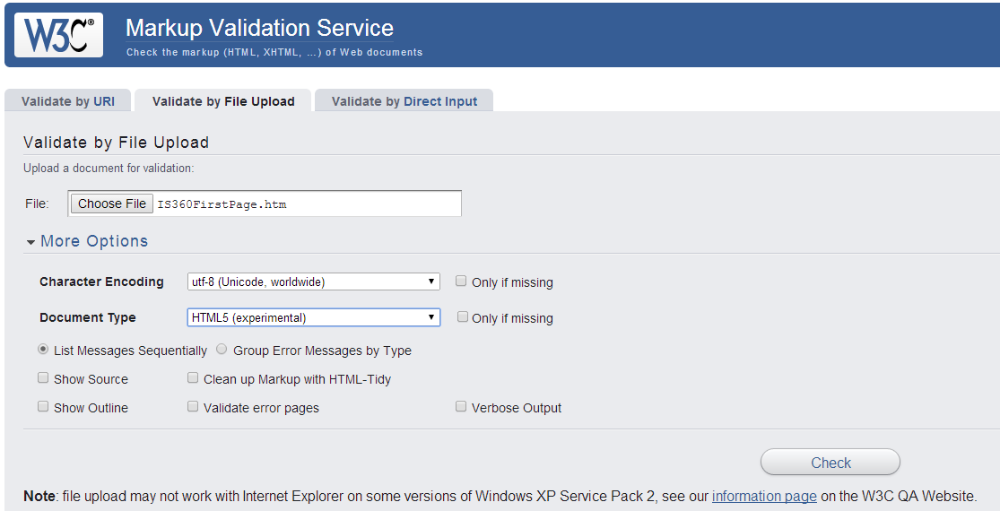 W3C® Markup Validation Service
Check the markup (HTML, XHTML, …) of Web documents
Validate by URI Validate by File Upload Validate by Direct Input
Validate by File Upload
Upload a document for validation:
File: Choose File IS360FirstPage.htm
More Options
Character Encoding utf-8 (Unicode, worldwide) Only if missing
Document Type HTML5 (experimental) Only if missing
List Messages Sequentially Group Error Messages by Type
Show Source Clean up Markup with HTML-Tidy
Show Outline Validate error pages Verbose Output
Check
Note: file upload may not work with Internet Explorer on some versions of Windows XP Service Pack 2, see our information page on the W3C QA Website.